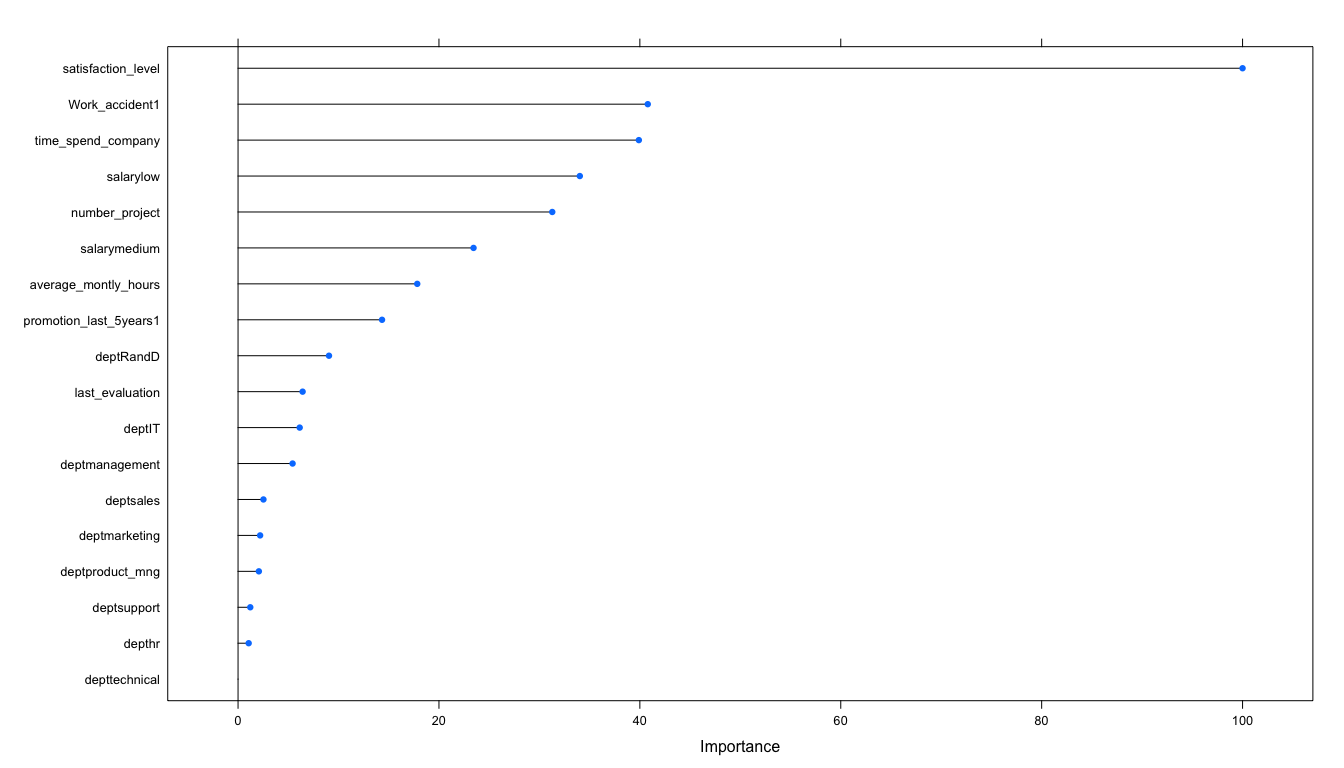 satisfaction_level
Work_accident1
time_spend_company
salarylow
number_project
salarymedium
average_montly_hours
promotion_last_5years1
deptRandD
last_evaluation
deptIT
deptmanagement
deptsales
deptmarketing
deptproduct_mng
deptsupport
depthr
depttechnical
0 20 40 60 80 100
Importance